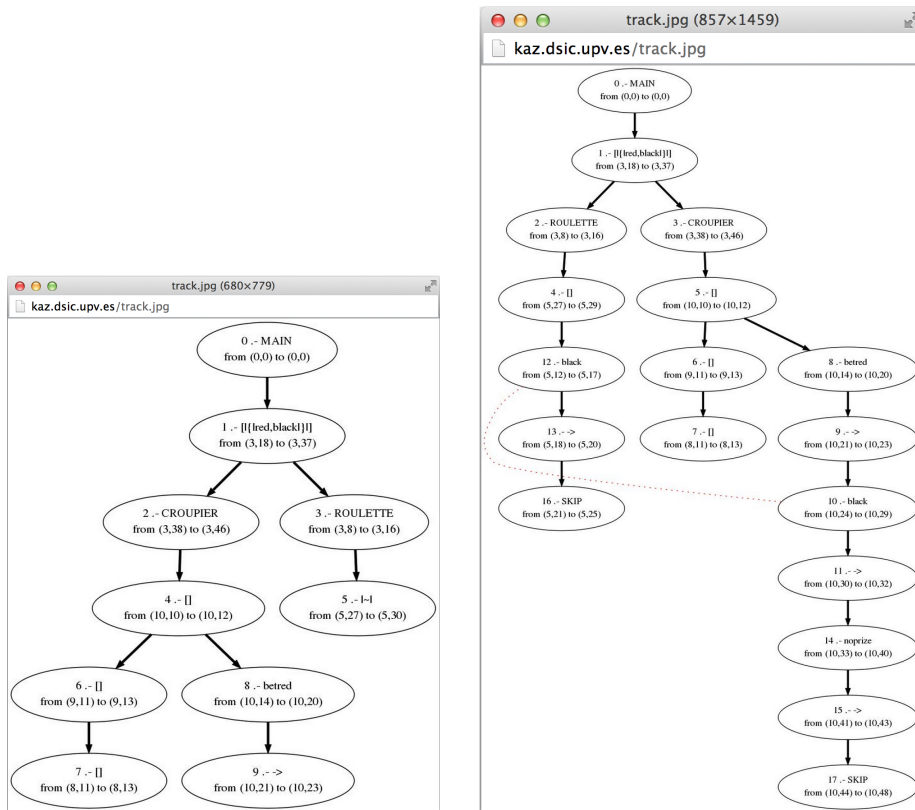 track.jpg (680×779)
kaz.dsic.upv.es/track.jpg
0 .- MAIN
from (0,0) to (0,0)
1 .- [|{|red,black|}|]
from (3,18) to (3,37)
2 .- CROUPIER
from (3,38) to (3,46)
3 .- ROULETTE
from (3,8) to (3,16)
4 .- []
from (10,10) to (10,12)
5 .- |~|
from (5,27) to (5,30)
6 .- []
from (9,11) to (9,13)
8 .- betred
from (10,14) to (10,20)
7 .- []
from (8,11) to (8,13)
9 .- ->
from (10,21) to (10,23)
track.jpg (857×1459)
kaz.dsic.upv.es/track.jpg
0 .- MAIN
from (0,0) to (0,0)
1 .- [|{|red,black|}|]
from (3,18) to (3,37)
2 .- ROULETTE
from (3,8) to (3,16)
3 .- CROUPIER
from (3,38) to (3,46)
4 .- []
from (5,27) to (5,29)
5 .- []
from (10,10) to (10,12)
12 .- black
from (5,12) to (5,17)
6 .- []
from (9,11) to (9,13)
8 .- betred
from (10,14) to (10,20)
13 .- ->
from (5,18) to (5,20)
7 .- []
from (8,11) to (8,13)
9 .- ->
from (10,21) to (10,23)
16 .- SKIP
from (5,21) to (5,25)
10 .- black
from (10,24) to (10,29)
11 .- ->
from (10,30) to (10,32)
14 .- noprize
from (10,33) to (10,40)
15 .- ->
from (10,41) to (10,43)
17 .- SKIP
from (10,44) to (10,48)